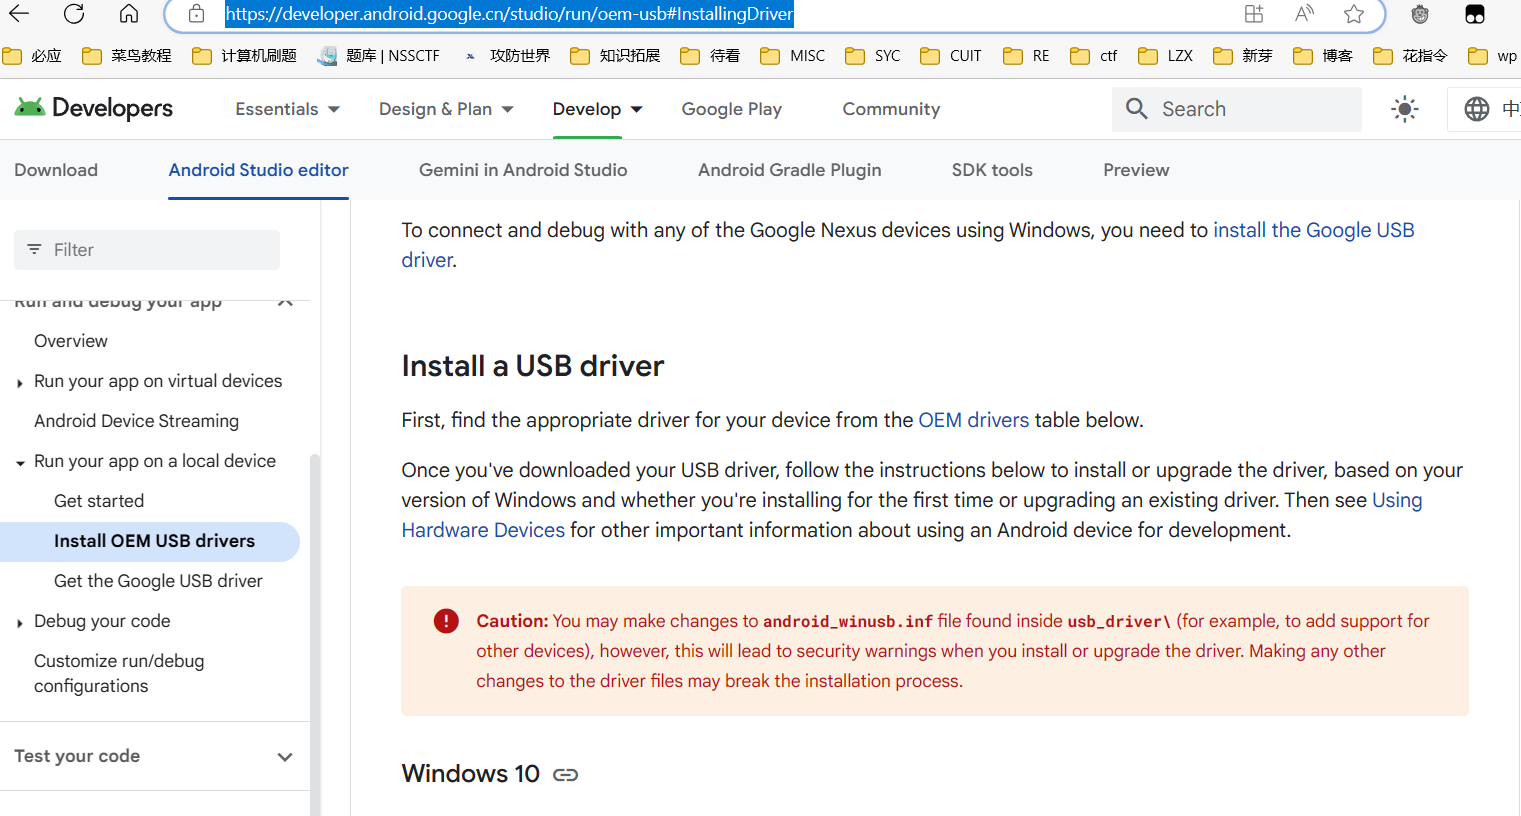 https://developer.android.google.cn/studio/run/oem-usb#InstallingDriver
必应 菜鸟教程 计算机刷题 题库 | NSSCTF 攻防世界 知识拓展 待看 MISC SYC CUIT RE ctf LZX 新芽 博客 花指令 wp
Developers Essentials Design & Plan Develop Google Play Community Search
Download Android Studio editor Gemini in Android Studio Android Gradle Plugin SDK tools Preview
Filter
Run and debug your app
Overview
Run your app on virtual devices
Android Device Streaming
Run your app on a local device
Get started
Install OEM USB drivers
Get the Google USB driver
Debug your code
Customize run/debug
configurations
Test your code
To connect and debug with any of the Google Nexus devices using Windows, you need to install the Google USB
driver.
Install a USB driver
First, find the appropriate driver for your device from the OEM drivers table below.
Once you've downloaded your USB driver, follow the instructions below to install or upgrade the driver, based on your
version of Windows and whether you're installing for the first time or upgrading an existing driver. Then see Using
Hardware Devices for other important information about using an Android device for development.
Caution: You may make changes to android_winusb.inf file found inside usb_driver\ (for example, to add support for
other devices), however, this will lead to security warnings when you install or upgrade the driver. Making any other
changes to the driver files may break the installation process.
Windows 10